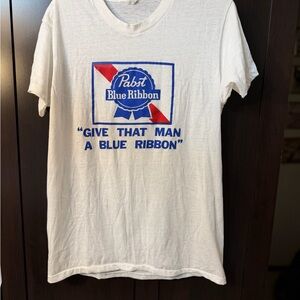 Pabst
Blue Ribbon
"GIVE THAT MAN
A BLUE RIBBON"